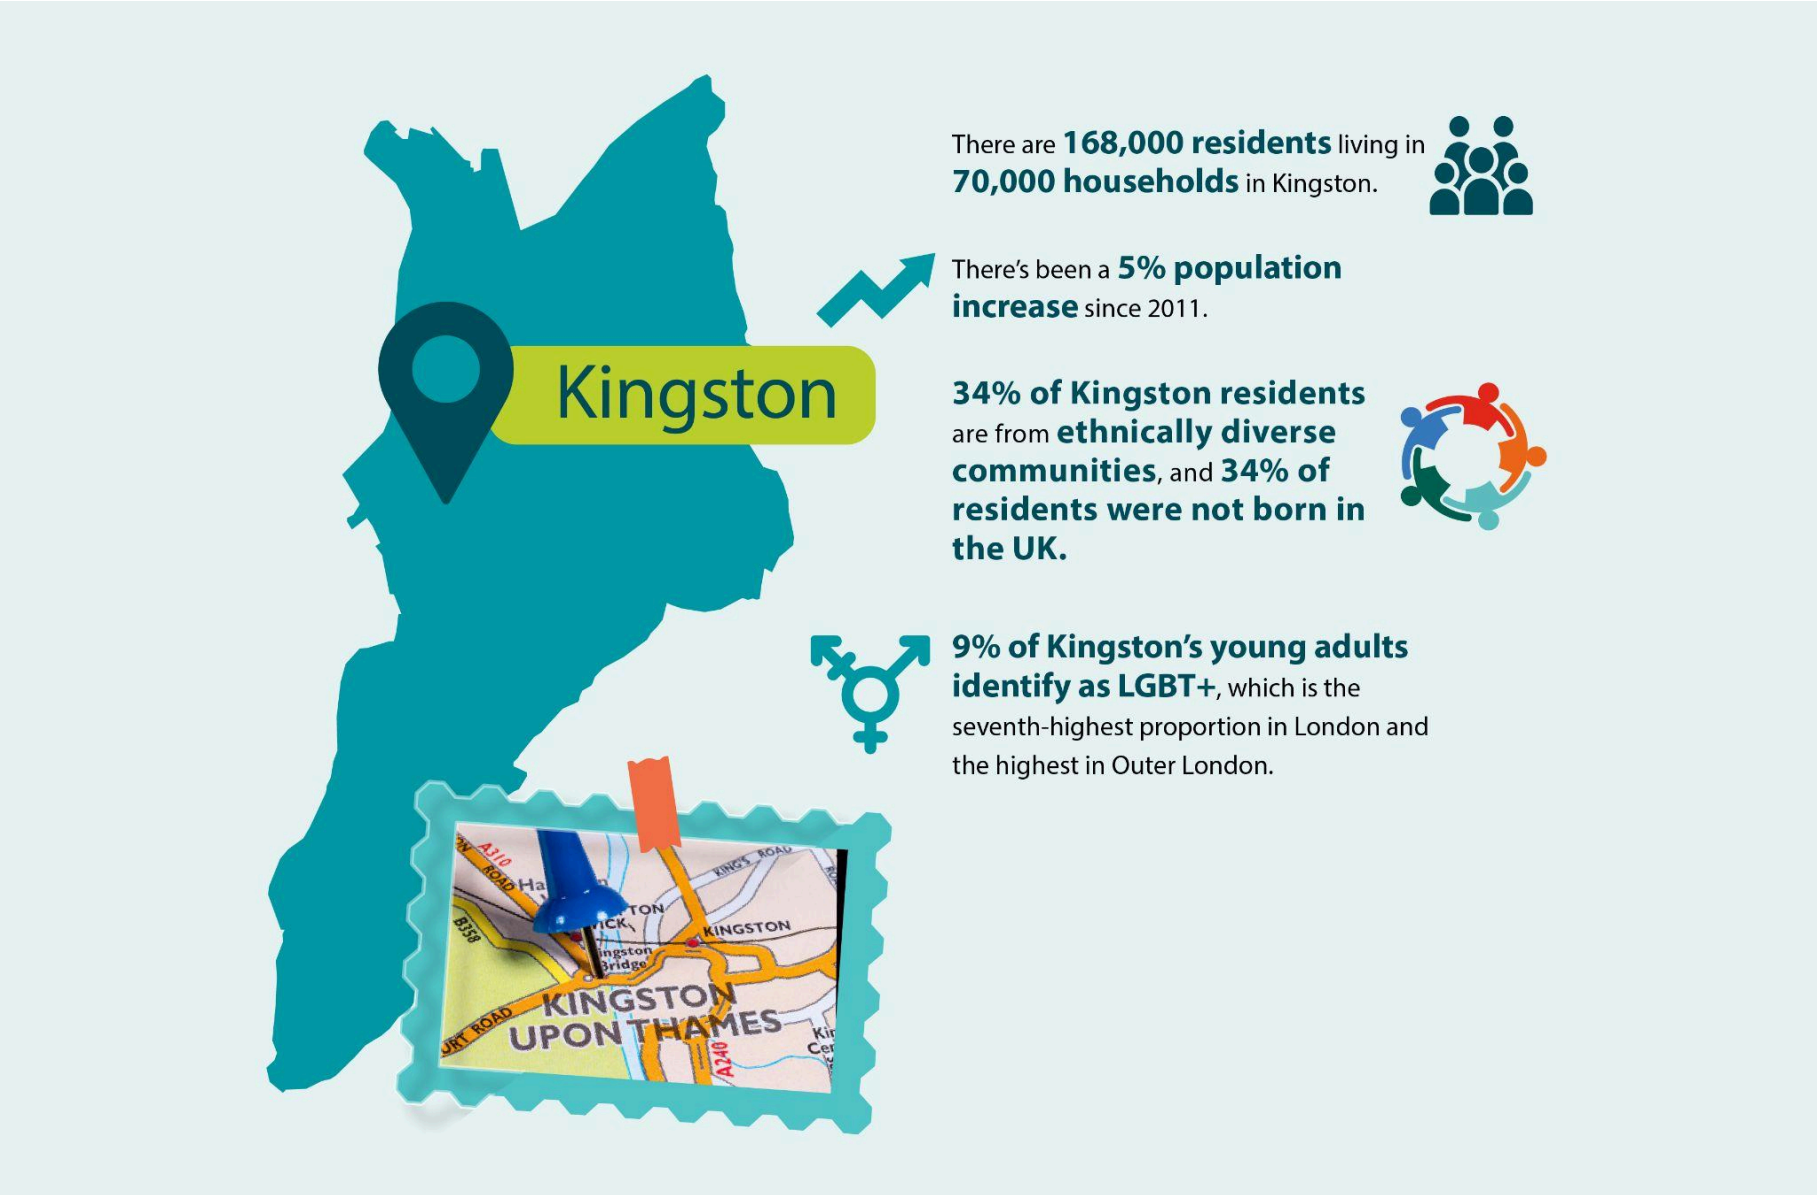 There are 168,000 residents living in
70,000 households in Kingston.
There's been a 5% population
increase since 2011.
Kingston
34% of Kingston residents
are from ethnically diverse
communities, and 34% of
residents were not born in
the UK.
9% of Kingston's young adults
identify as LGBT+, which is the
seventh-highest proportion in London and
the highest in Outer London.
A310
ROAD
KING'S ROAD
B358
KINGSTON
Bridge
KINGSTON
UPON THAMES
ROAD
A240